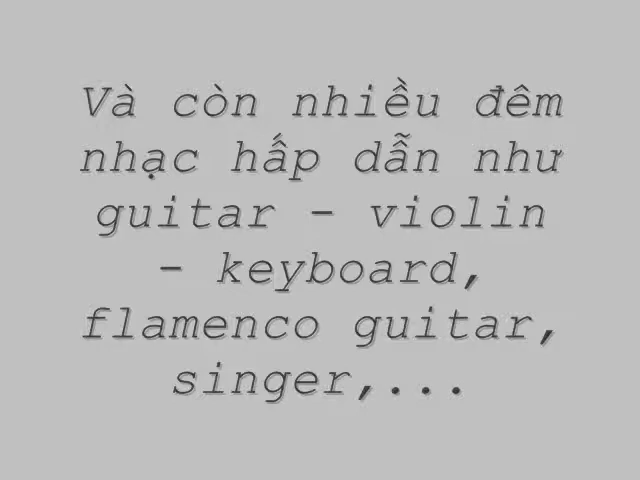 Và còn nhiều đêm
nhạc hấp dẫn như
guitar - violin
- keyboard,
flamenco guitar,
singer,...